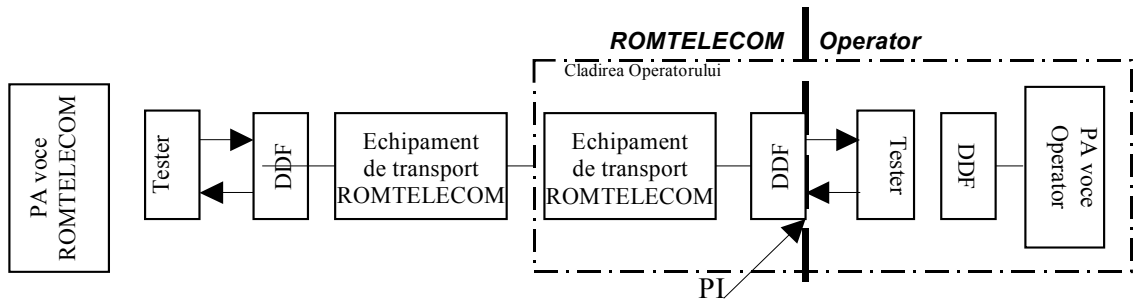 ROMTELECOM
Operator
Cladirea Operatorului
PA voce
ROMTELECOM
Tester
DDF
Echipament
de transport
ROMTELECOM
Echipament
de transport
ROMTELECOM
DDF
Tester
DDF
PA voce
Operator
PI